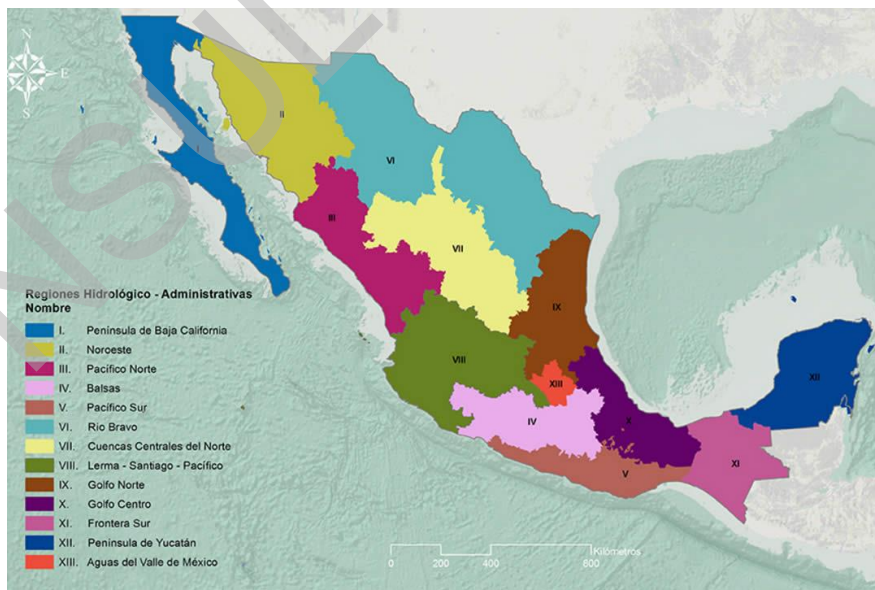 NSUL
N
E
S
II
I
VI
III
VII
IX
VIII
XIII
XII
X
IV
XI
V
Regiones Hidrológico - Administrativas
Nombre
I. Península de Baja California
II. Noroeste
III. Pacífico Norte
IV. Balsas
V. Pacífico Sur
VI. Río Bravo
VII. Cuencas Centrales del Norte
VIII. Lerma - Santiago - Pacífico
IX. Golfo Norte
X. Golfo Centro
XI. Frontera Sur
XII. Península de Yucatán
XIII. Aguas del Valle de México
Kilómetros
0 200 400 800